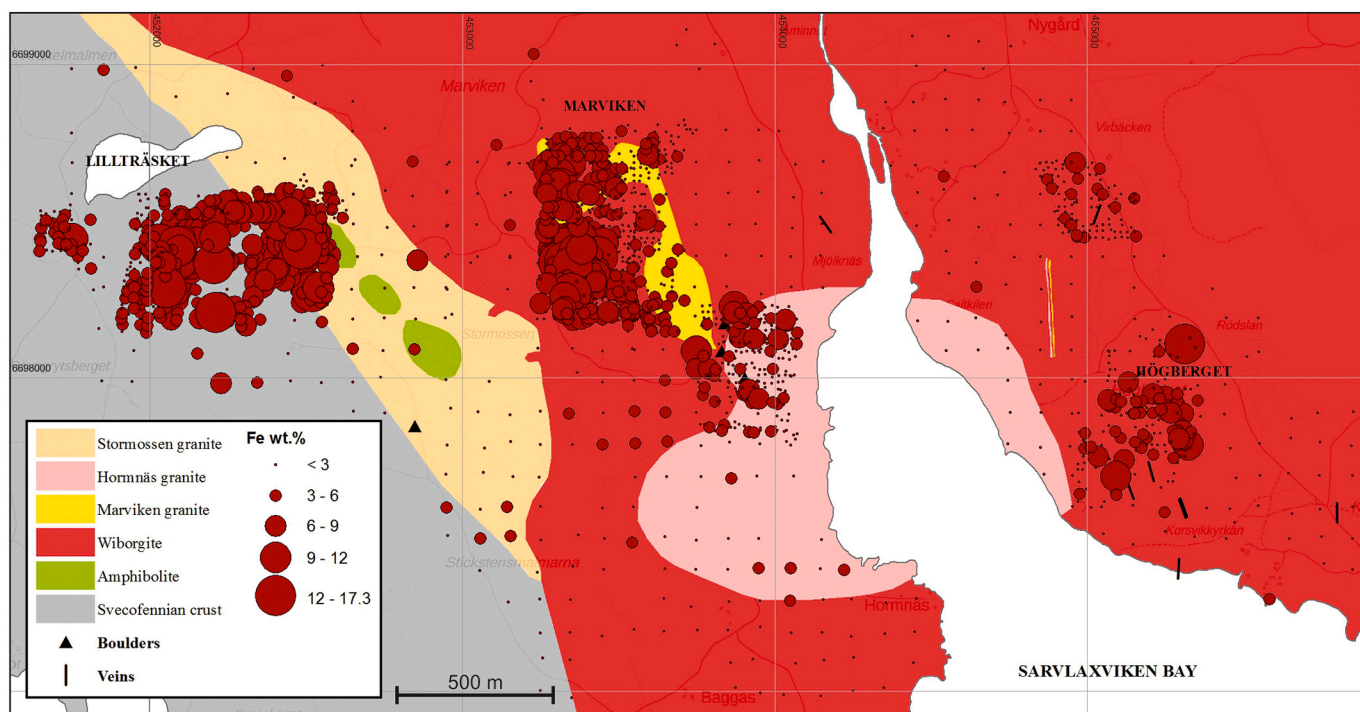 452000
453000
454000
455000
Nygård
6699000
Marviken
MARVIKEN
Virbäcken
LILLTRÄSKET
Mjölknäs
Rödslan
Stormossen
6698000
HÖGBERGET
Stormossen granite
Hornnäs granite
Marviken granite
Wiborgite
Amphibolite
Svecofennian crust
Boulders
Veins
Fe wt.%
< 3
3 - 6
6 - 9
9 - 12
12 - 17.3
Korsvikkyrkan
Stickstensmalmarna
Hormnäs
SARVLAXVIKEN BAY
500 m
Baggas